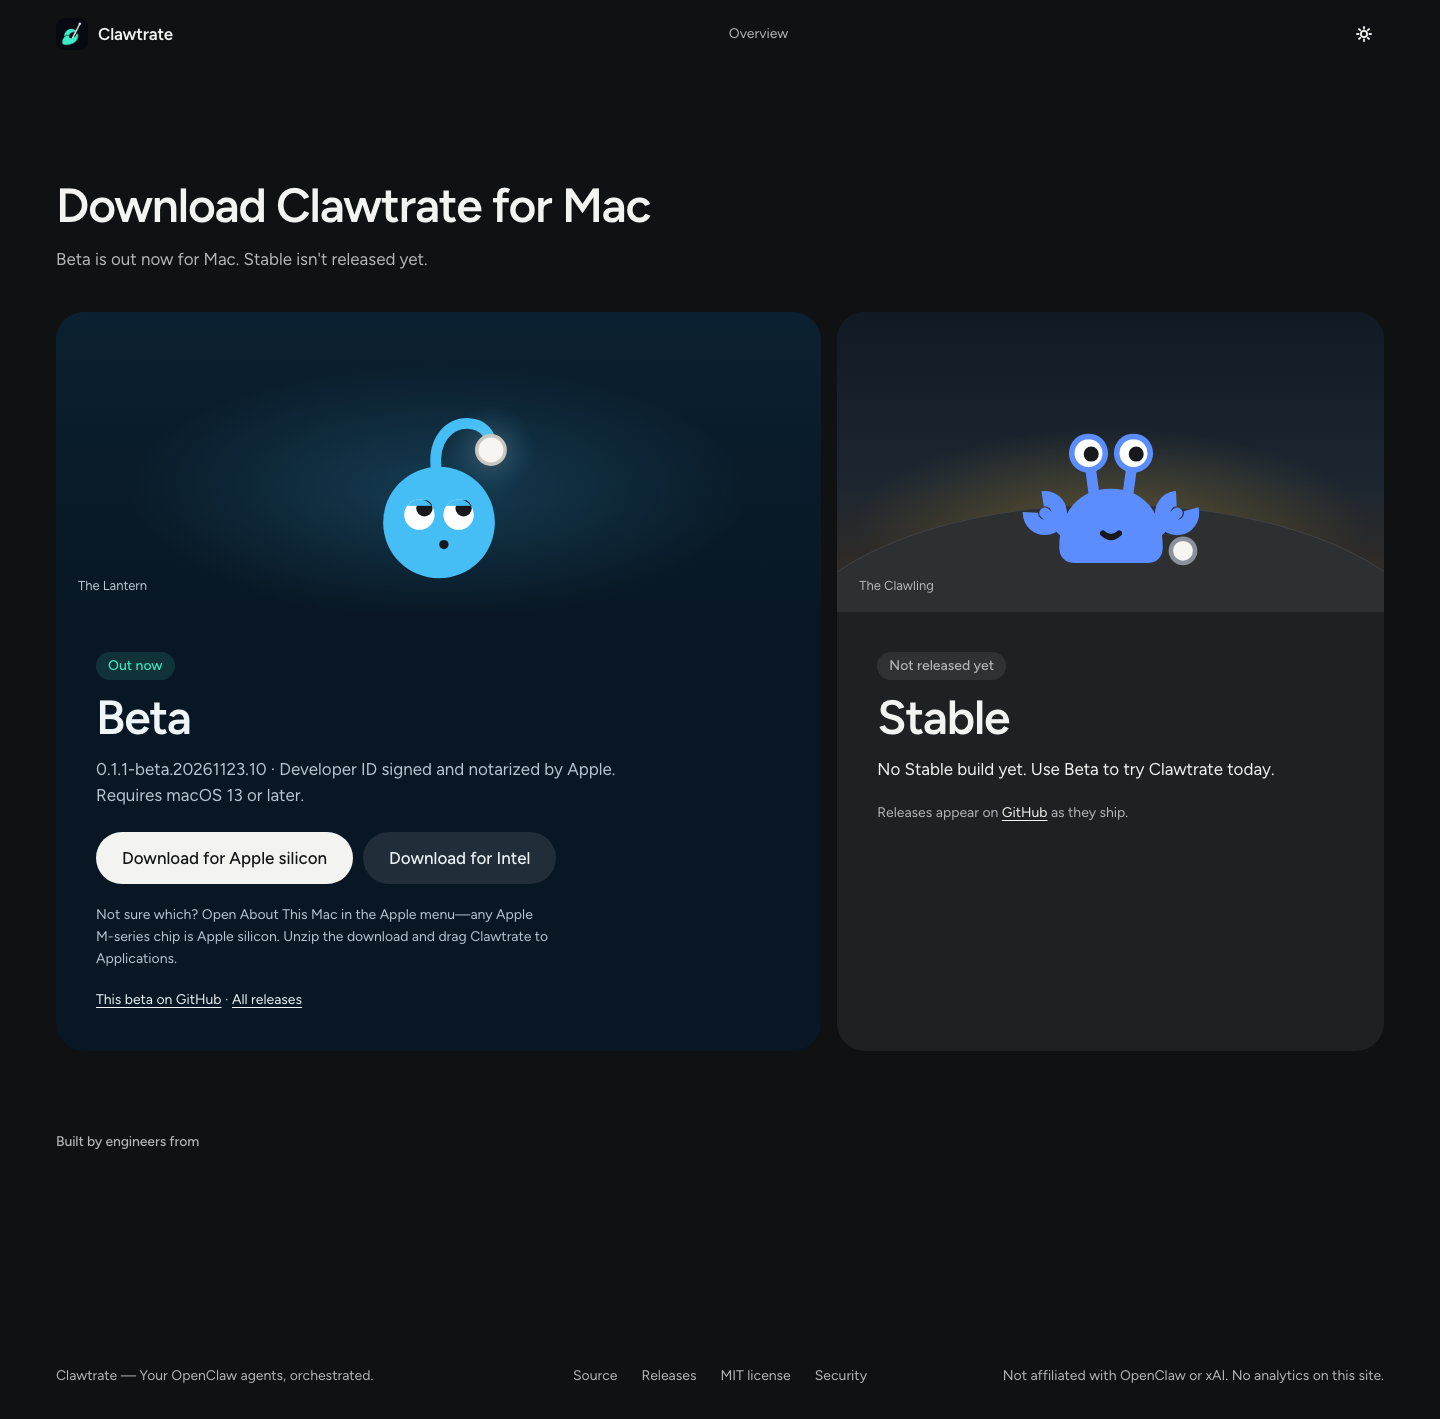 Clawtrate
Overview
Download Clawtrate for Mac
Beta is out now for Mac. Stable isn't released yet.
The Lantern
Out now
Beta
0.1.1-beta.20261123.10 · Developer ID signed and notarized by Apple.
Requires macOS 13 or later.
Download for Apple silicon
Download for Intel
Not sure which? Open About This Mac in the Apple menu—any Apple
M-series chip is Apple silicon. Unzip the download and drag Clawtrate to
Applications.
This beta on GitHub · All releases
The Clawling
Not released yet
Stable
No Stable build yet. Use Beta to try Clawtrate today.
Releases appear on GitHub as they ship.
Built by engineers from
Clawtrate — Your OpenClaw agents, orchestrated.
Source
Releases
MIT license
Security
Not affiliated with OpenClaw or xAI. No analytics on this site.